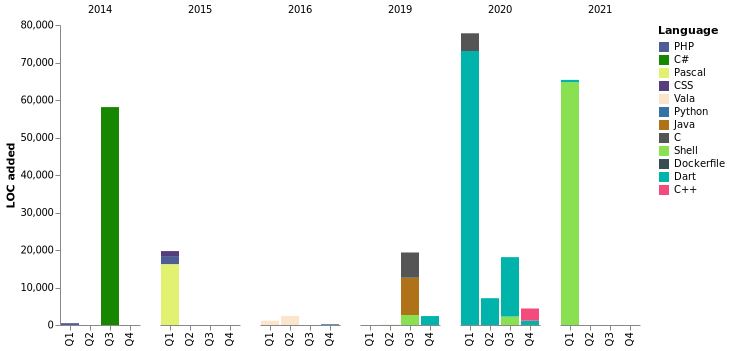 2014 2015 2016 2019 2020 2021
LOC added
80,000
70,000
60,000
50,000
40,000
30,000
20,000
10,000
0
Q1 Q2 Q3 Q4 Q1 Q2 Q3 Q4 Q1 Q2 Q3 Q4 Q1 Q2 Q3 Q4 Q1 Q2 Q3 Q4 Q1 Q2 Q3 Q4
Language
PHP
C#
Pascal
CSS
Vala
Python
Java
C
Shell
Dockerfile
Dart
C++